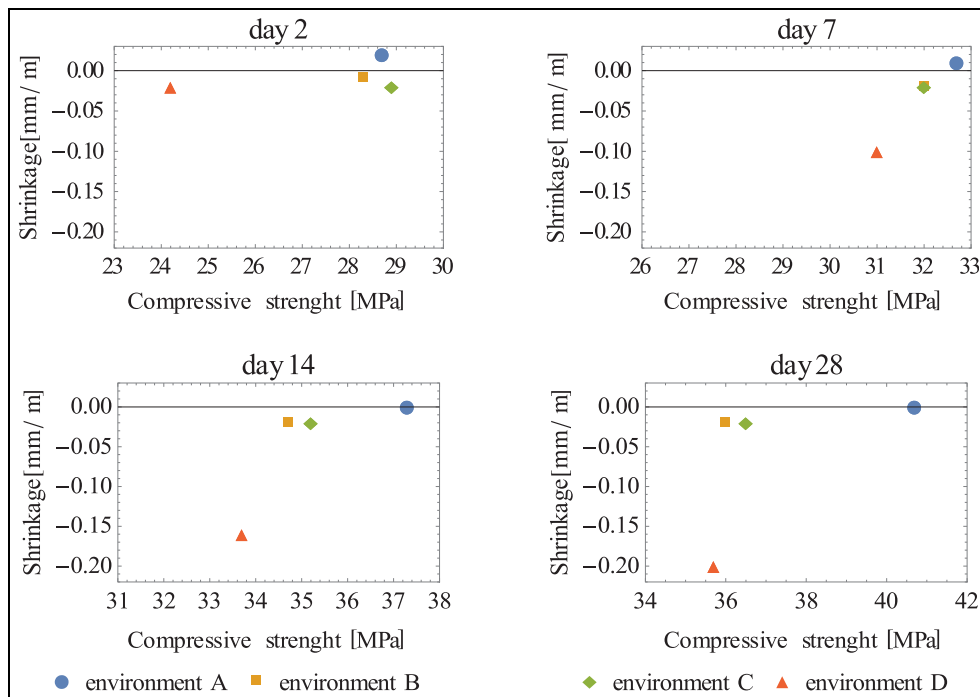 day 2
0.00
−0.05
−0.10
−0.15
−0.20
Shrinkage[mm/ m]
23 24 25 26 27 28 29 30
Compressive strenght [MPa]
day 7
0.00
−0.05
−0.10
−0.15
−0.20
Shrinkage[ mm/ m]
26 26 28 29 30 31 32 33
Compressive strenght [MPa]
day 14
0.00
−0.05
−0.10
−0.15
−0.20
Shrinkage[mm/ m]
31 32 33 34 35 36 37 38
Compressive strenght [MPa]
day 28
0.00
−0.05
−0.10
−0.15
−0.20
Shrinkage[mm/ m]
34 36 38 40 42
Compressive strenght [MPa]
environment A environment B environment C environment D